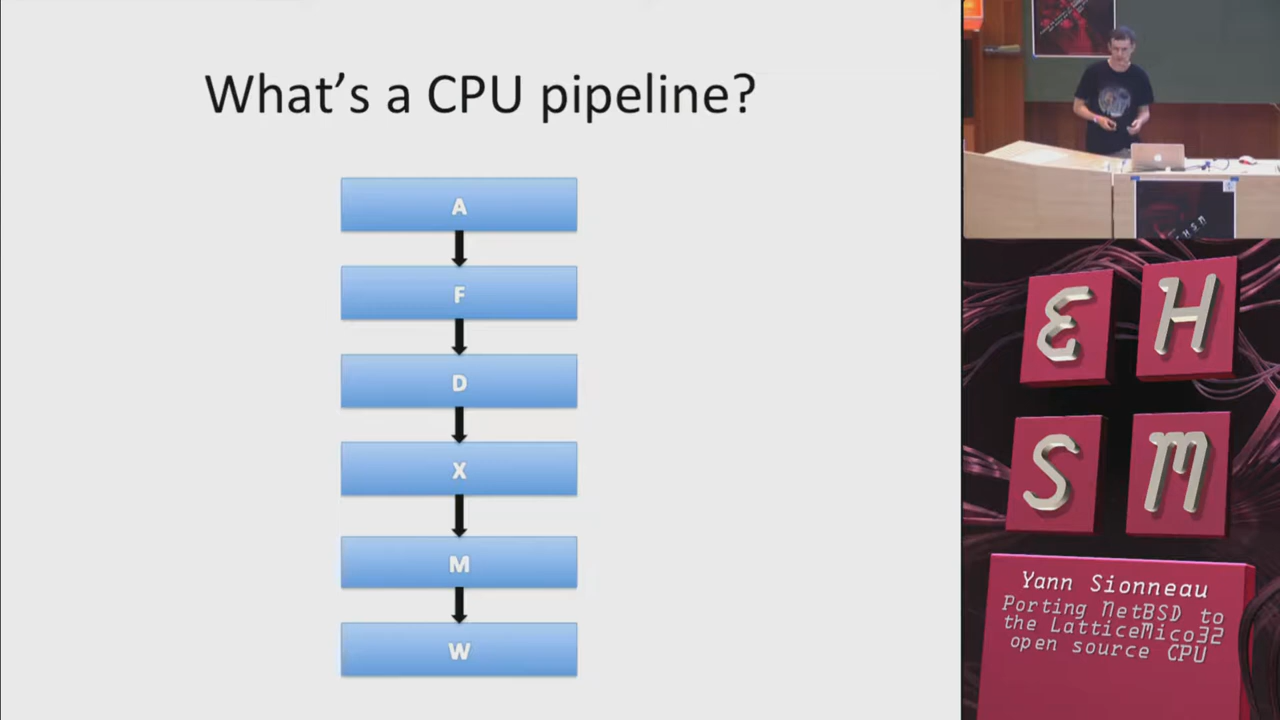 What's a CPU pipeline?
A
F
D
X
M
W
E H
S M
Yann Sionneau
Porting NetBSD to
the LatticeMico32
open source CPU